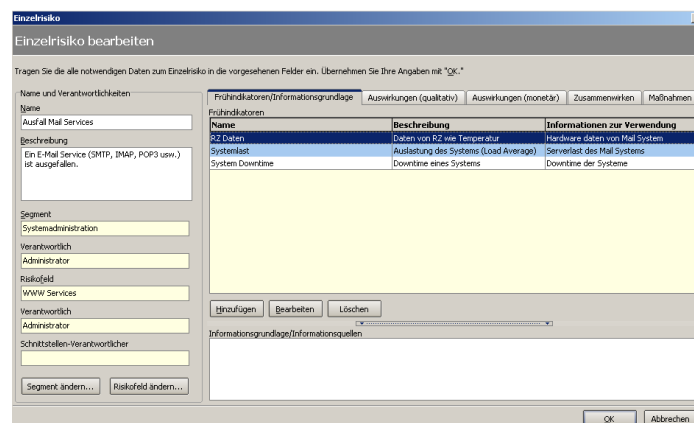 Einzelrisiko
Einzelrisiko bearbeiten
Tragen Sie die alle notwendigen Daten zum Einzelrisiko in die vorgesehenen Felder ein. Übernehmen Sie Ihre Angaben mit "OK."
Name und Verantwortlichkeiten
Name
Ausfall Mail Services
Beschreibung
Ein E-Mail Service (SMTP, IMAP, POP3 usw.)
ist ausgefallen.
Segment
Systemadministration
Verantwortlich
Administrator
Risikofeld
WWW Services
Verantwortlich
Administrator
Schnittstellen-Verantwortlicher
Segment ändern... Risikofeld ändern...
Frühindikatoren/Informationsgrundlage Auswirkungen (qualitativ) Auswirkungen (monetär) Zusammenwirken Maßnahmen
Frühindikatoren
Name Beschreibung Informationen zur Verwendung
RZ Daten Daten von RZ wie Temperatur Hardware daten von Mail System
Systemlast Auslastung des Systems (Load Average) Serverlast des Mail Systems
System Downtime Downtime eines Systems Downtime der Systeme
Hinzufügen Bearbeiten Löschen
Informationsgrundlage/Informationsquellen
OK Abbrechen